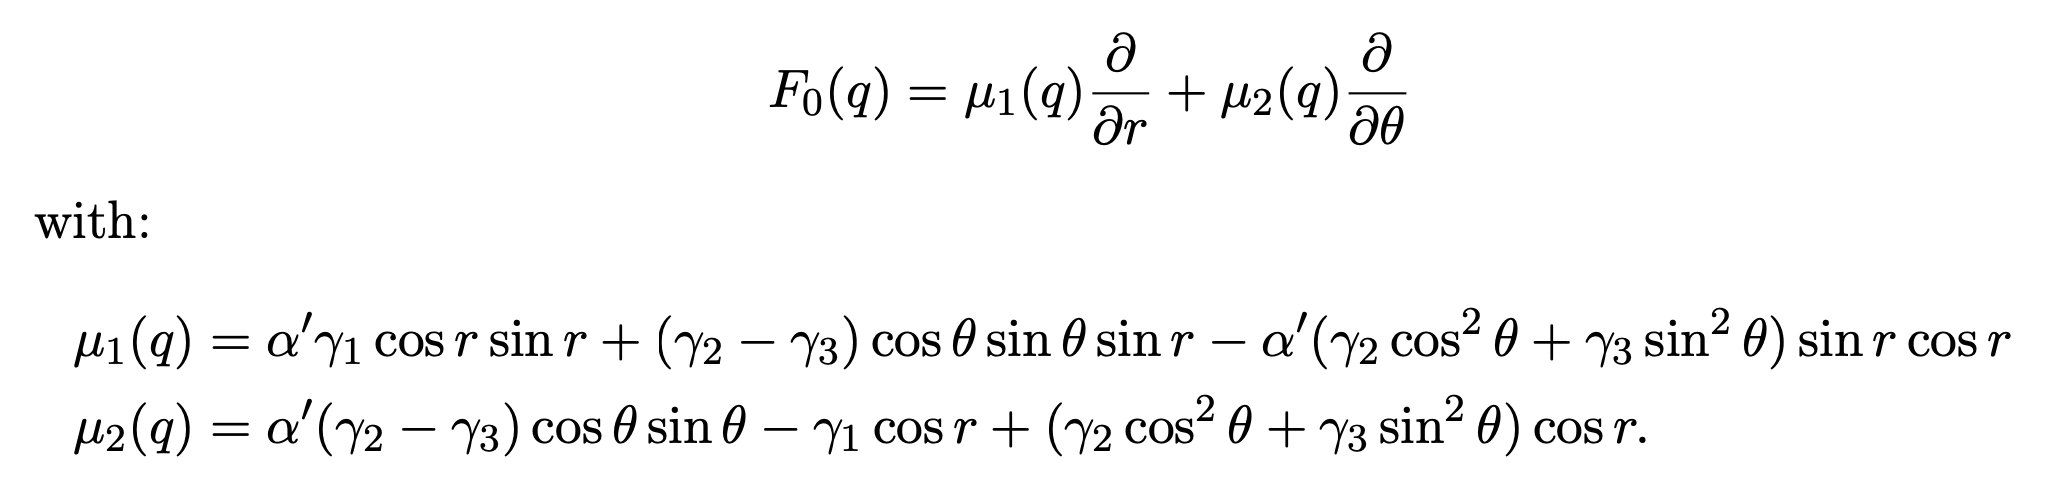 F₀(q) = μ₁(q) ∂/∂r + μ₂(q) ∂/∂θ
with:
μ₁(q) = α′γ₁ cos r sin r + (γ₂ − γ₃) cos θ sin θ sin r − α′(γ₂ cos² θ + γ₃ sin² θ) sin r cos r
μ₂(q) = α′(γ₂ − γ₃) cos θ sin θ − γ₁ cos r + (γ₂ cos² θ + γ₃ sin² θ) cos r.